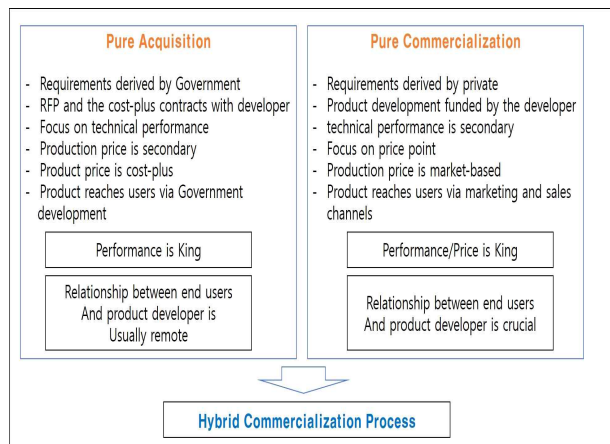 Pure Acquisition
- Requirements derived by Government
- RFP and the cost-plus contracts with developer
- Focus on technical performance
- Production price is secondary
- Product price is cost-plus
- Product reaches users via Government
development
Performance is King
Relationship between end users
And product developer is
Usually remote
Pure Commercialization
- Requirements derived by private
- Product development funded by the developer
- technical performance is secondary
- Focus on price point
- Production price is market-based
- Product reaches users via marketing and sales
channels
Performance/Price is King
Relationship between end users
And product developer is crucial
Hybrid Commercialization Process